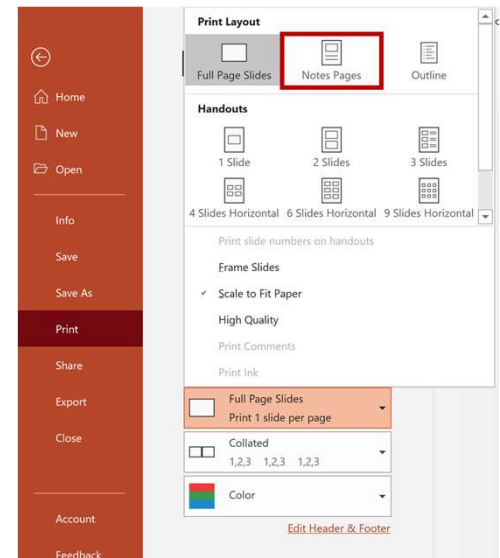 Home
New
Open
Info
Save
Save As
Print
Share
Export
Close
Account
Feedback
Print Layout
Full Page Slides Notes Pages Outline
Handouts
1 Slide 2 Slides 3 Slides
4 Slides Horizontal 6 Slides Horizontal 9 Slides Horizontal
Print slide numbers on handouts
Frame Slides
Scale to Fit Paper
High Quality
Print Comments
Print Ink
Full Page Slides
Print 1 slide per page
Collated
1,2,3 1,2,3 1,2,3
Color
Edit Header & Footer